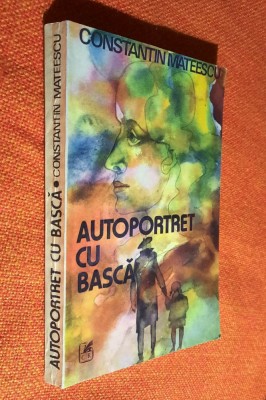 CONSTANTIN MATEESCU
AUTOPORTRET
CU
BASCĂ
AUTOPORTRET CU BASCĂ • CONSTANTIN MATEESCU